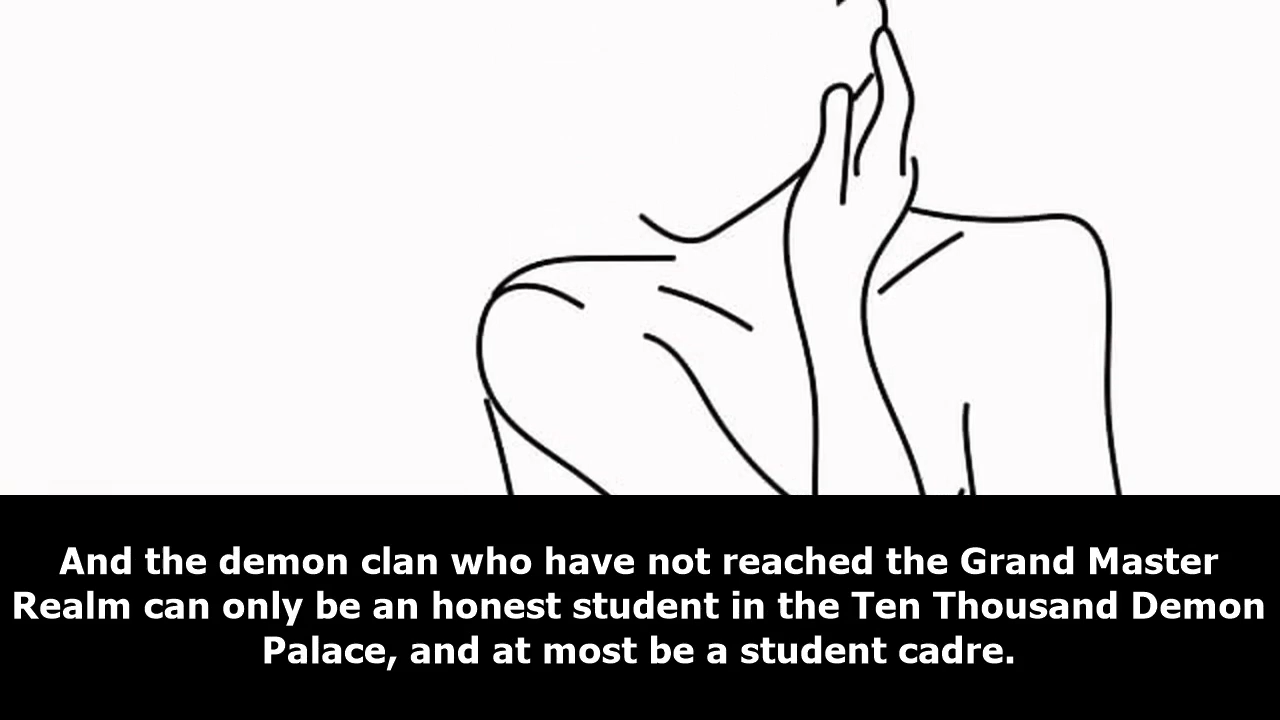 And the demon clan who have not reached the Grand Master
Realm can only be an honest student in the Ten Thousand Demon
Palace, and at most be a student cadre.